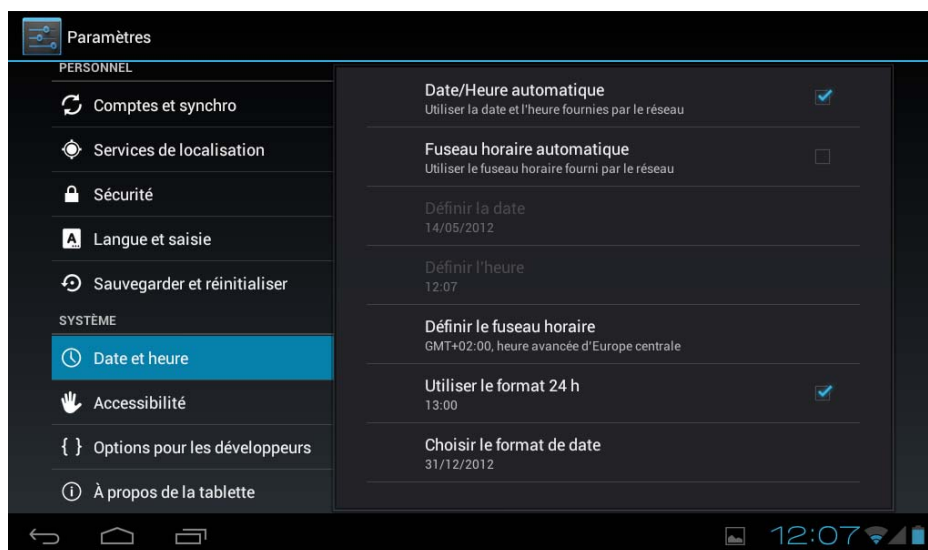 Paramètres
PERSONNEL
Comptes et synchro
Services de localisation
Sécurité
A
Langue et saisie
Sauvegarder et réinitialiser
SYSTÈME
Date et heure
Accessibilité
{ } Options pour les développeurs
À propos de la tablette
Date/Heure automatique
Utiliser la date et l'heure fournies par le réseau
Fuseau horaire automatique
Utiliser le fuseau horaire fourni par le réseau
Définir la date
14/05/2012
Définir l'heure
12:07
Définir le fuseau horaire
GMT+02:00, heure avancée d'Europe centrale
Utiliser le format 24 h
13:00
Choisir le format de date
31/12/2012
12:07